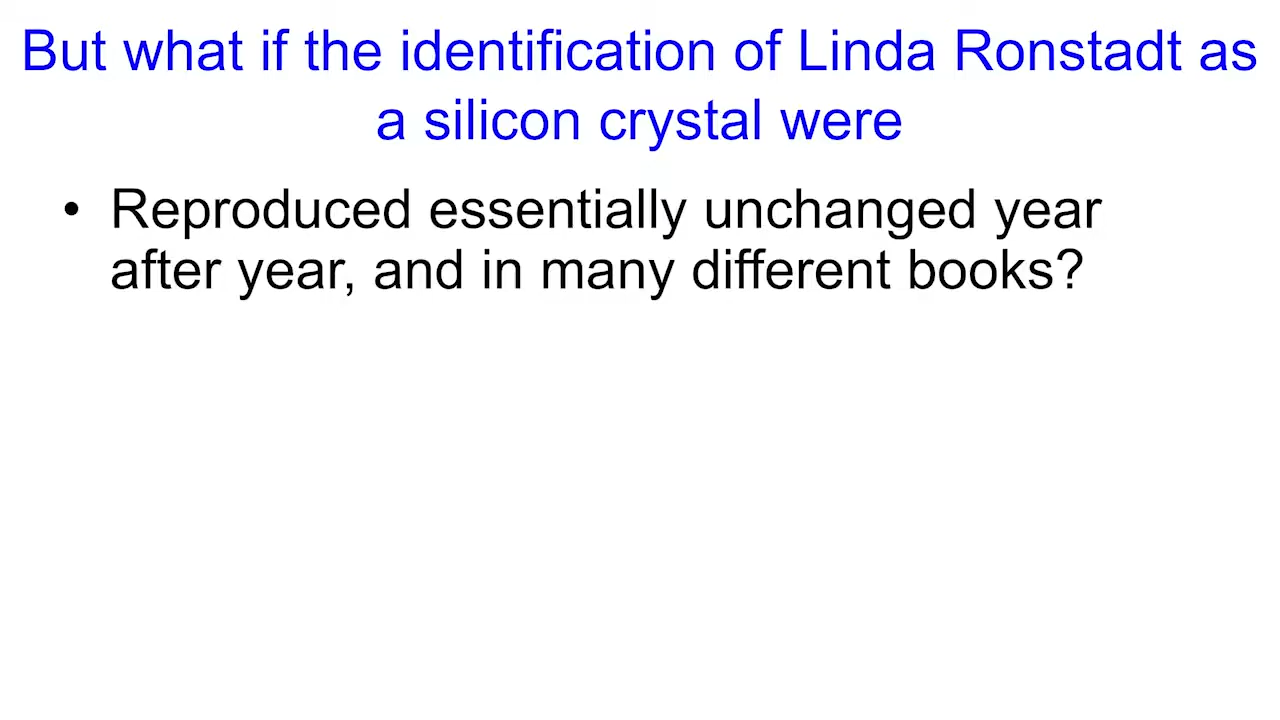 But what if the identification of Linda Ronstadt as
a silicon crystal were
• Reproduced essentially unchanged year
after year, and in many different books?